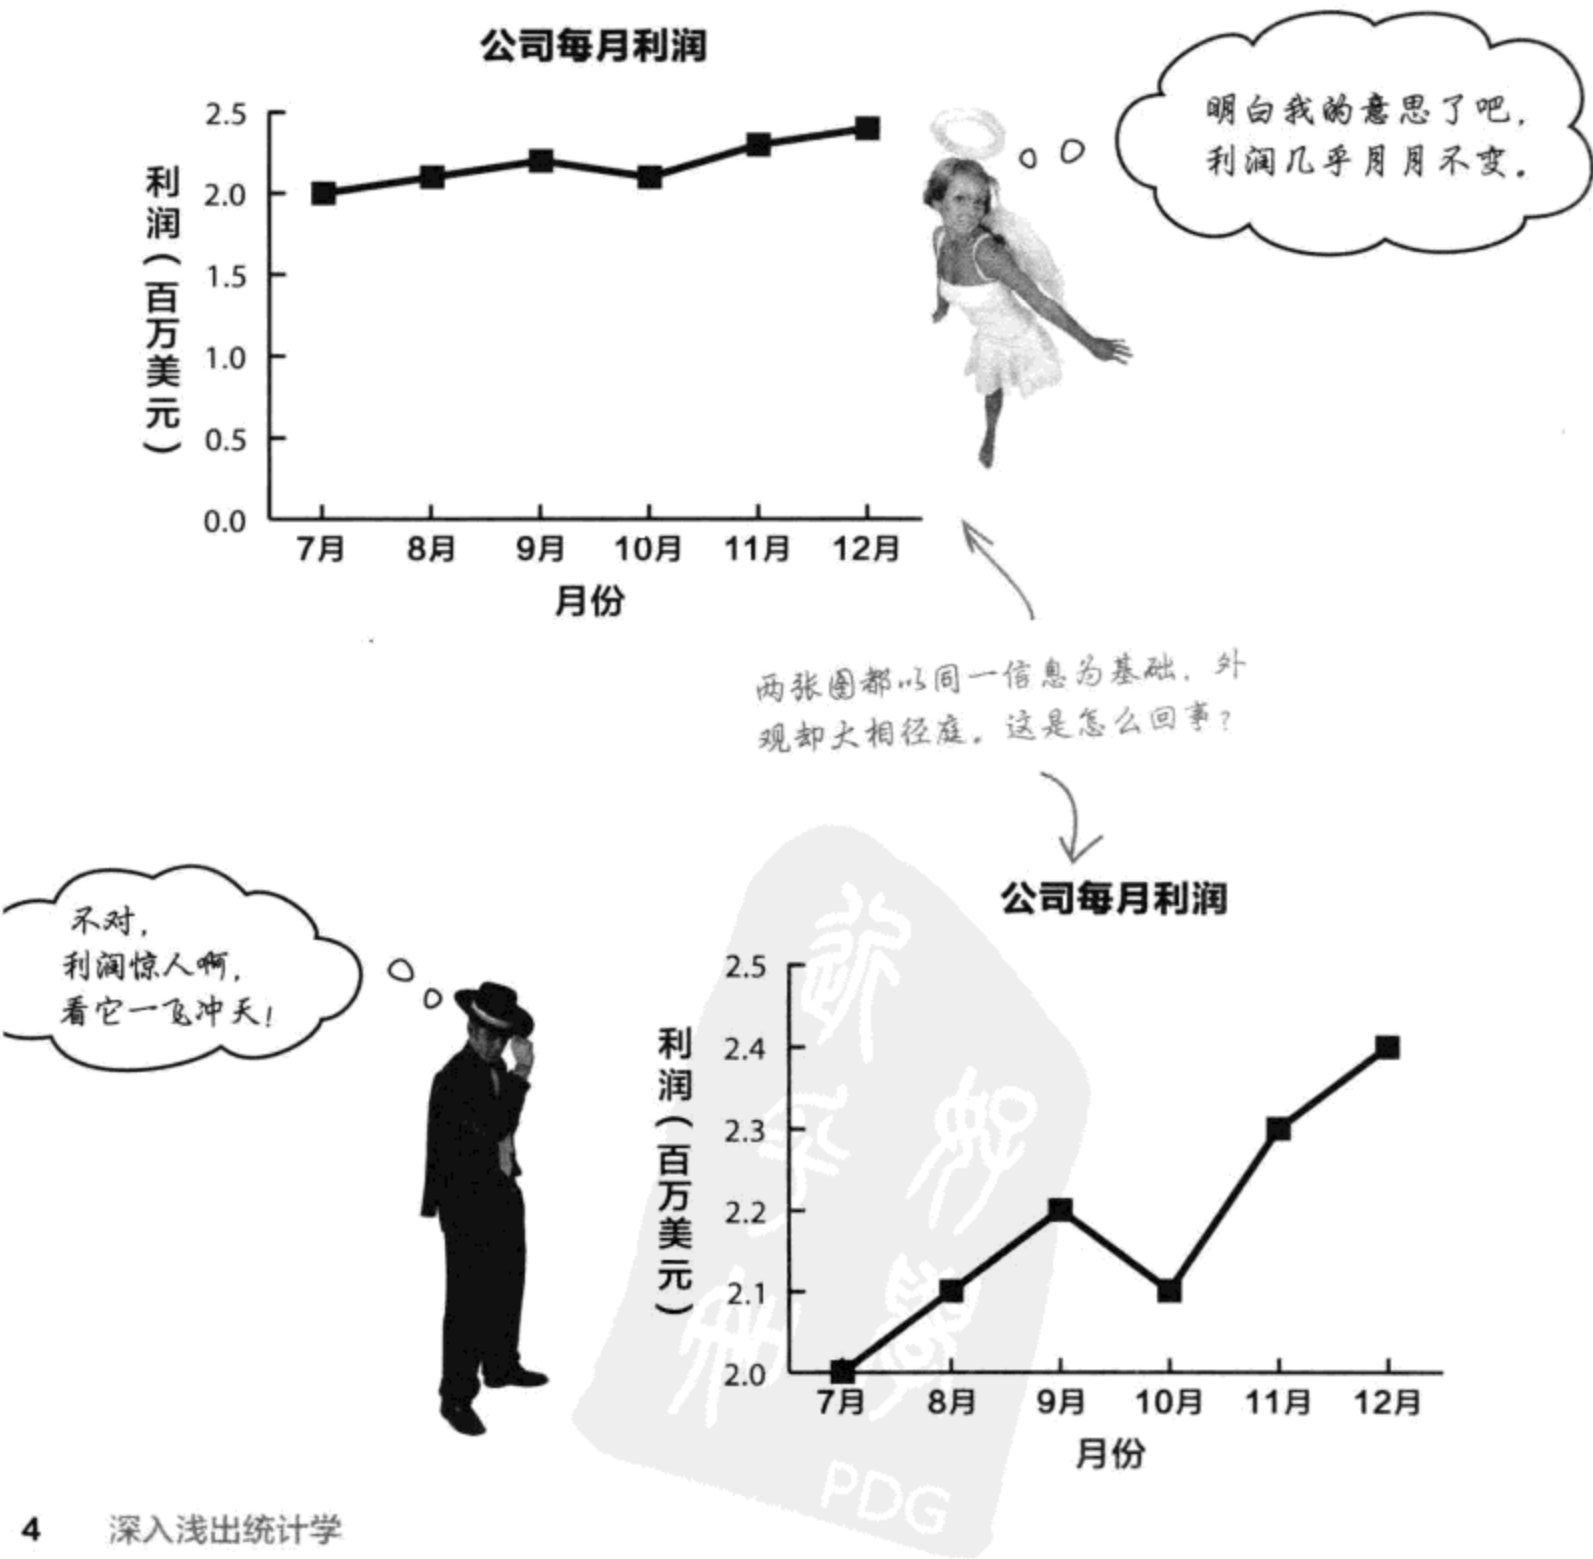 公司每月利润
明白我的意思了吧，
利润几乎月月不变。
利润（百万美元）
2.5
2.0
1.5
1.0
0.5
0.0
7月 8月 9月 10月 11月 12月
月份
两张图都以同一信息为基础，外
观却大相径庭。这是怎么回事？
不对，
利润惊人啊，
看它一飞冲天！
公司每月利润
利润（百万美元）
2.5
2.4
2.3
2.2
2.1
2.0
7月 8月 9月 10月 11月 12月
月份
PDG
4 深入浅出统计学